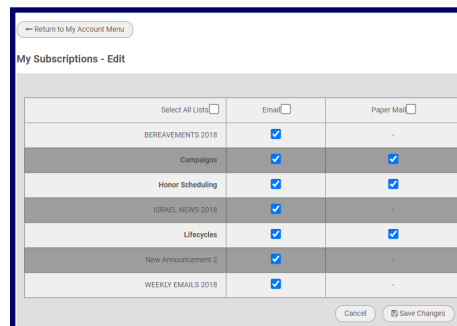 ← Return to My Account Menu
My Subscriptions - Edit
Select All Lists Email Paper Mail
BEREAVEMENTS 2018 -
Campaigns
Honor Scheduling
ISRAEL NEWS 2018 -
Lifecycles
New Announcement 2 -
WEEKLY EMAILS 2018 -
Cancel Save Changes